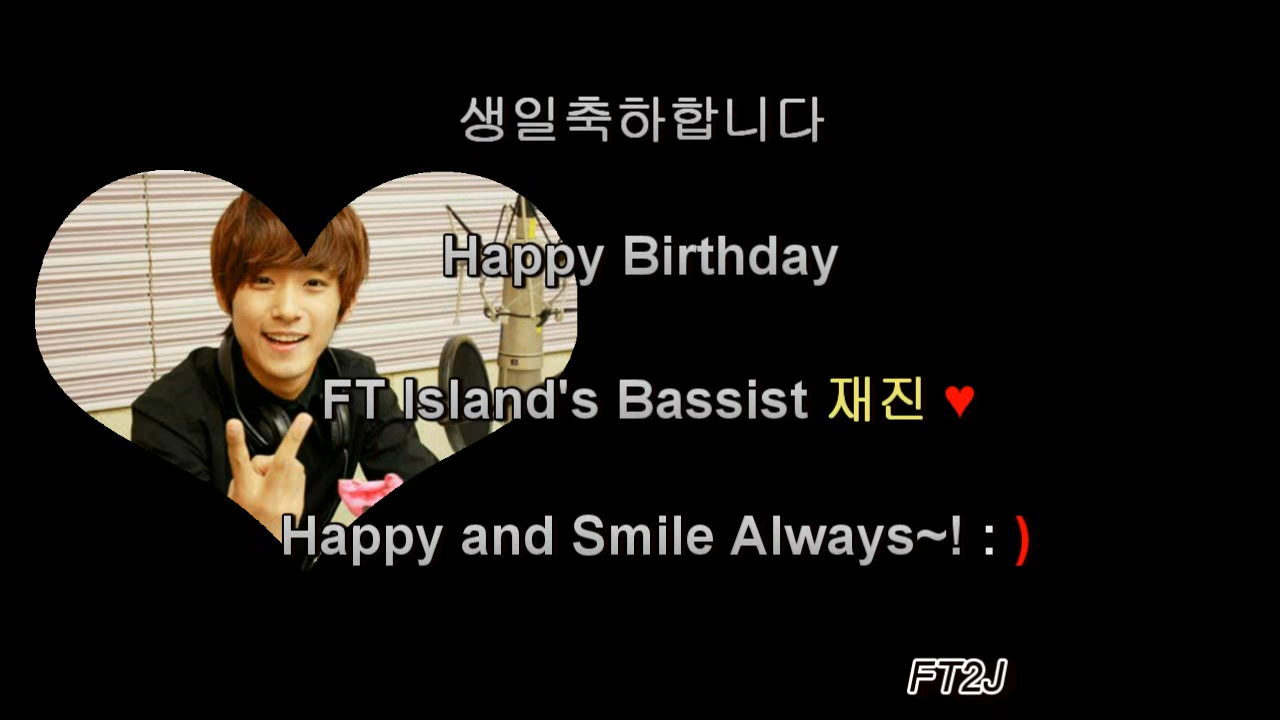 생일축하합니다
Happy Birthday
FT Island's Bassist 재진 ♥
Happy and Smile Always~! : )
FT2J